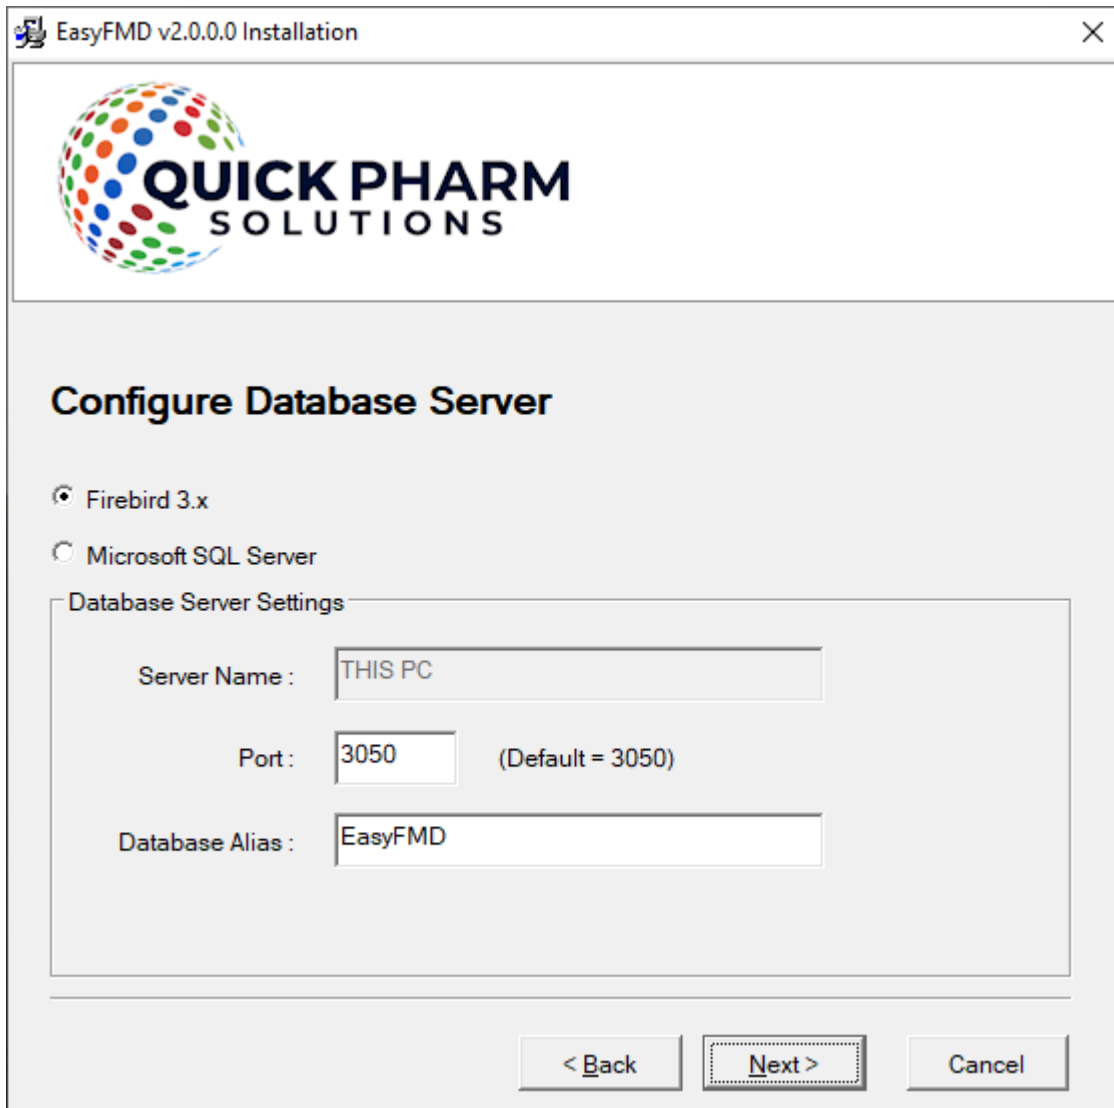 EasyFMD v2.0.0.0 Installation
QUICK PHARM
SOLUTIONS
Configure Database Server
Firebird 3.x
Microsoft SQL Server
Database Server Settings
Server Name : THIS PC
Port : 3050 (Default = 3050)
Database Alias : EasyFMD
< Back Next > Cancel